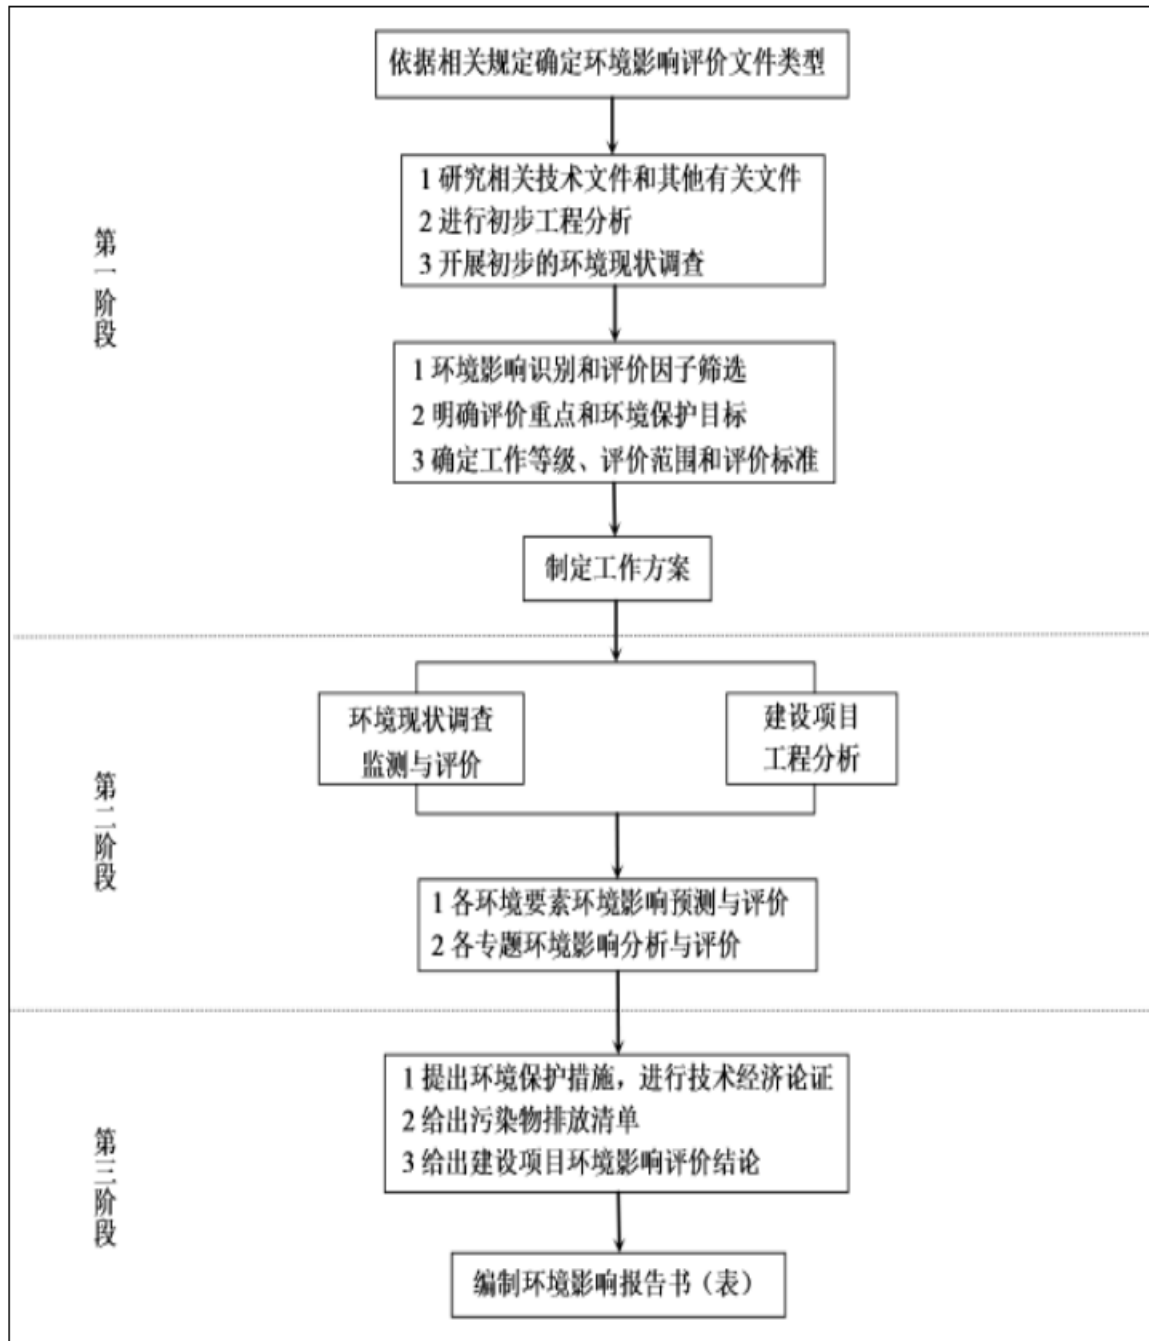 依据相关规定确定环境影响评价文件类型
1 研究相关技术文件和其他有关文件
2 进行初步工程分析
3 开展初步的环境现状调查
第一阶段
1 环境影响识别和评价因子筛选
2 明确评价重点和环境保护目标
3 确定工作等级、评价范围和评价标准
制定工作方案
环境现状调查
监测与评价
建设项目
工程分析
第二阶段
1 各环境要素环境影响预测与评价
2 各专题环境影响分析与评价
1 提出环境保护措施，进行技术经济论证
2 给出污染物排放清单
3 给出建设项目环境影响评价结论
第三阶段
编制环境影响报告书（表）